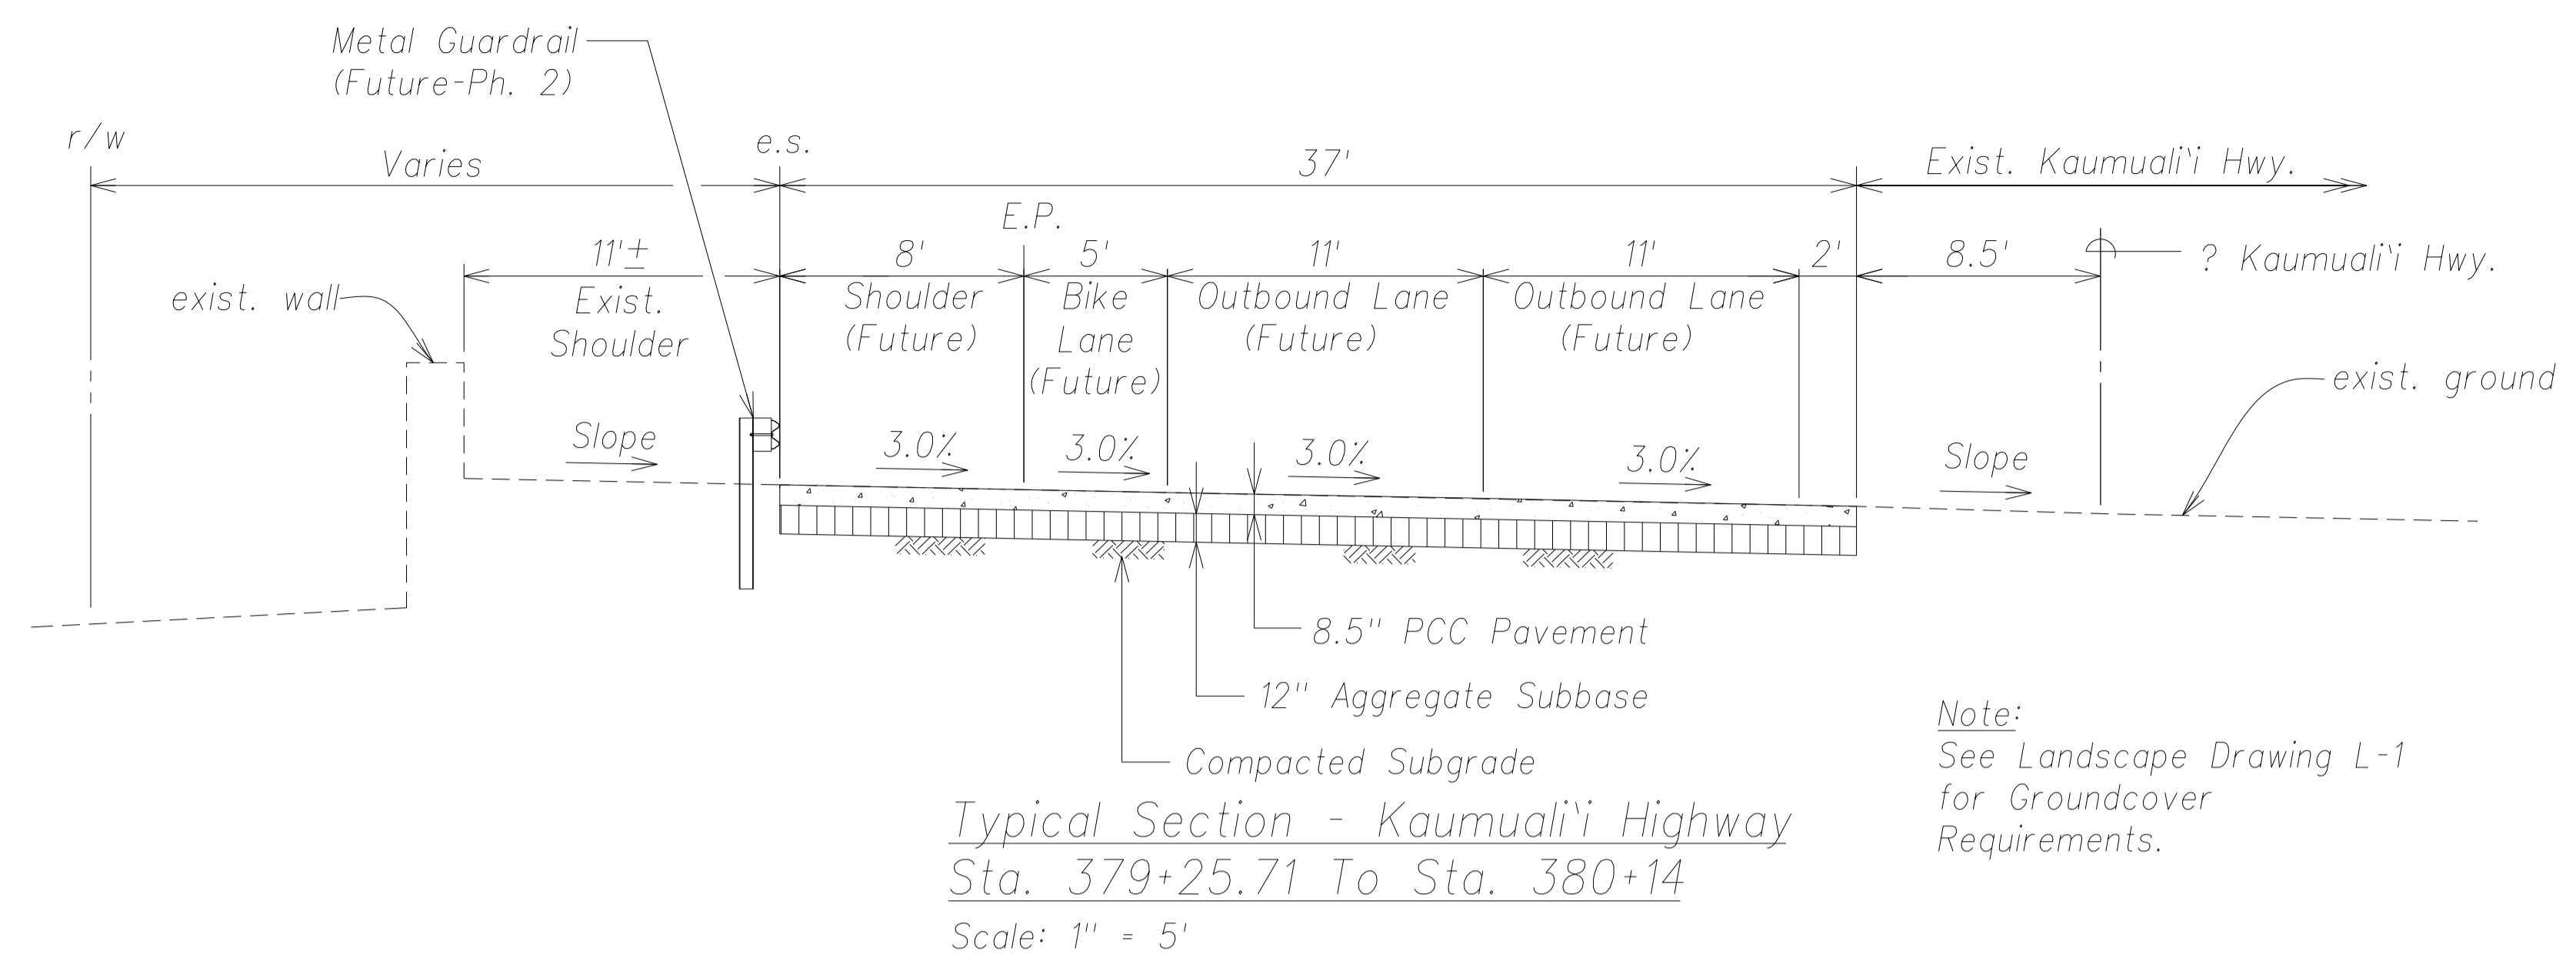 Metal Guardrail
(Future-Ph. 2)
r/w
Varies
e.s.
37'
Exist. Kaumuali`i Hwy.
E.P.
11'±
8'
5'
11'
11'
2'
8.5'
? Kaumuali`i Hwy.
exist. wall
Exist.
Shoulder
Shoulder
(Future)
Bike
Lane
(Future)
Outbound Lane
(Future)
Outbound Lane
(Future)
exist. ground
Slope
3.0%
3.0%
3.0%
3.0%
Slope
8.5" PCC Pavement
12" Aggregate Subbase
Compacted Subgrade
Note:
See Landscape Drawing L-1
for Groundcover
Requirements.
Typical Section - Kaumuali`i Highway
Sta. 379+25.71 To Sta. 380+14
Scale: 1" = 5'